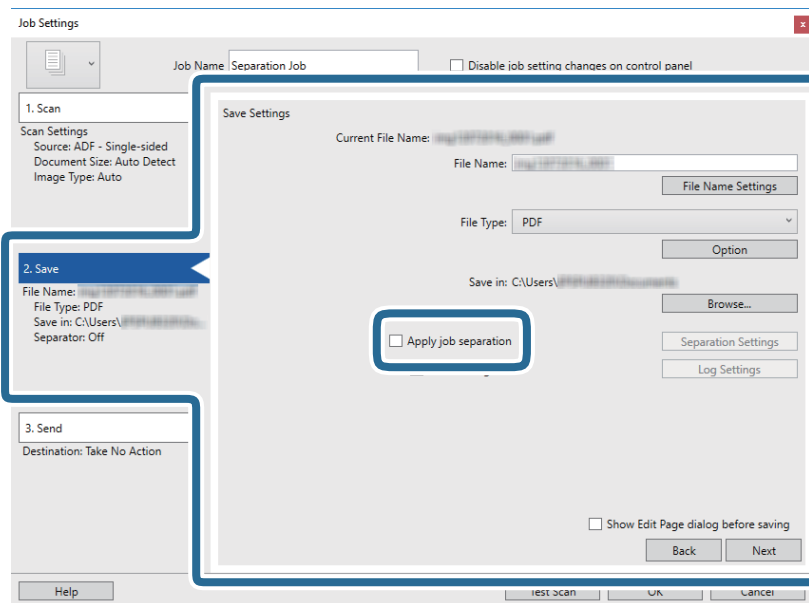 Job Settings
x
Job Name Separation Job
Disable job setting changes on control panel
1. Scan
Scan Settings
Source: ADF - Single-sided
Document Size: Auto Detect
Image Type: Auto
2. Save
File Name:
File Type: PDF
Save in: C:\Users\
Separator: Off
3. Send
Destination: Take No Action
Save Settings
Current File Name:
File Name:
File Name Settings
File Type: PDF
Option
Save in: C:\Users\
Browse...
Apply job separation
Separation Settings
Log Settings
Show Edit Page dialog before saving
Back Next
Help Test Scan OK Cancel